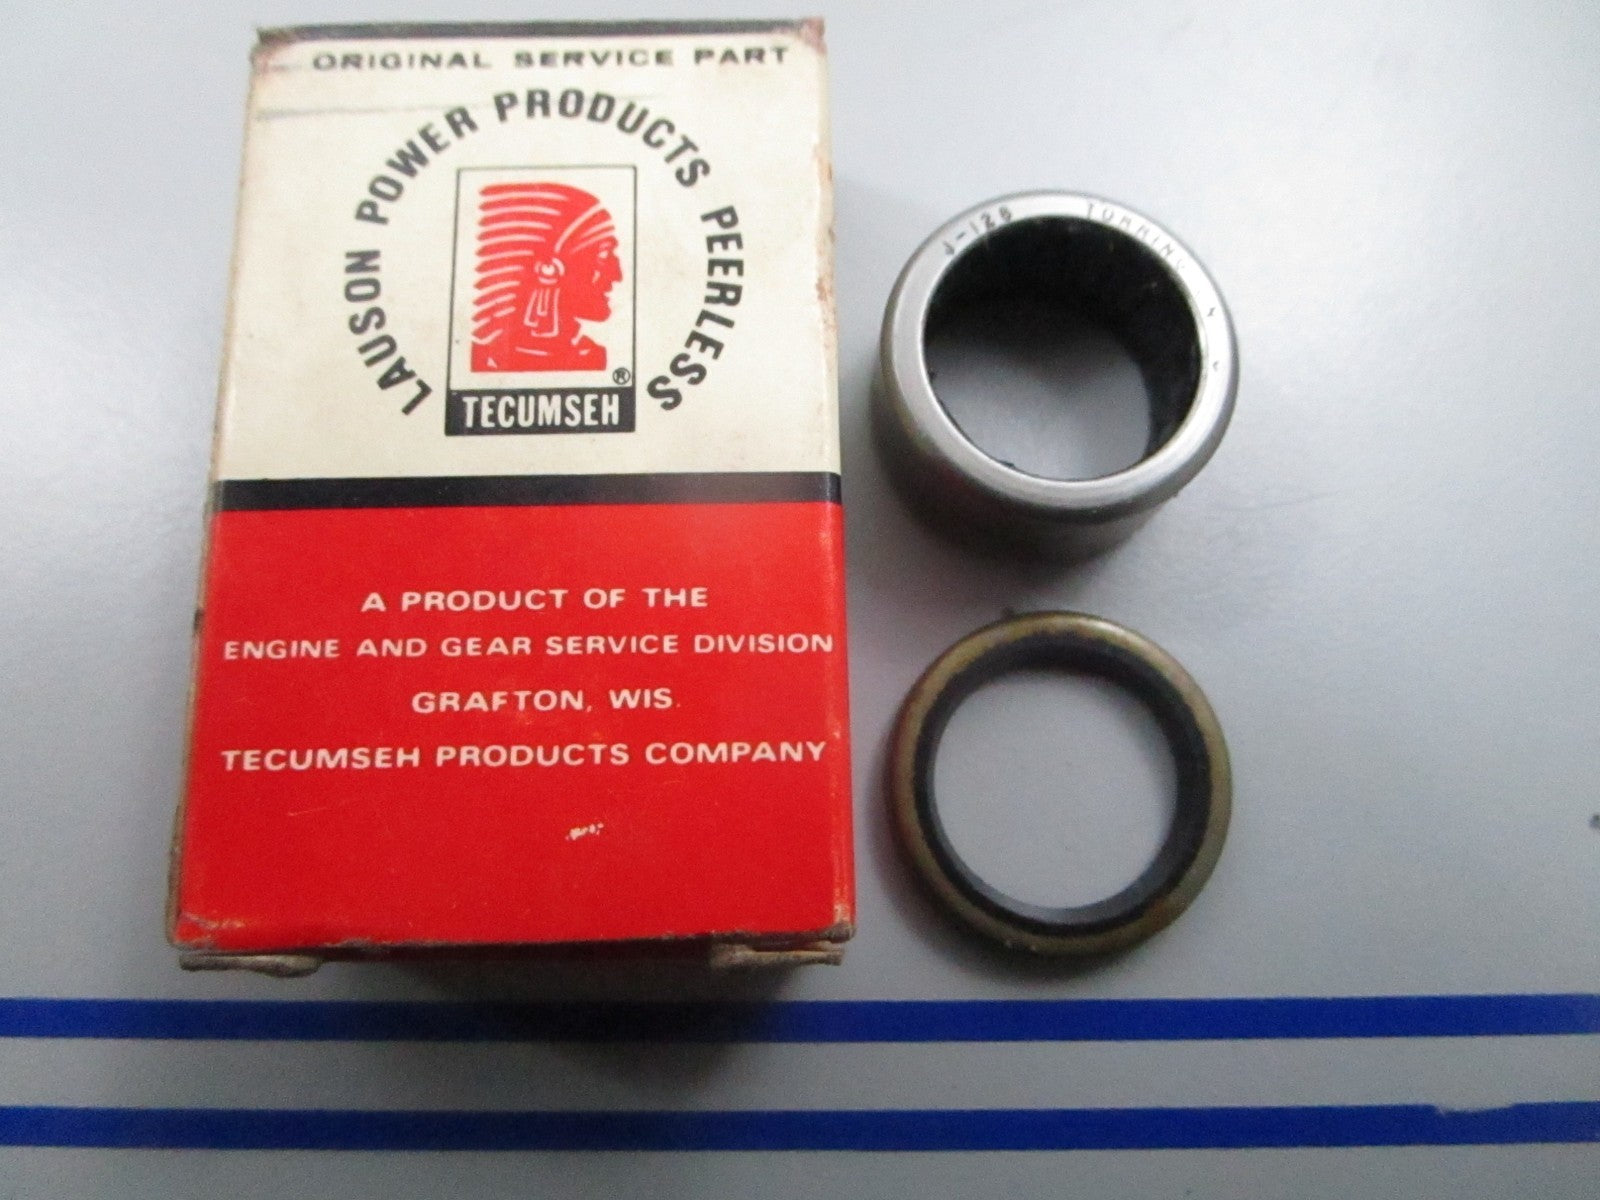 ORIGINAL SERVICE PART
LAUSON POWER PRODUCTS PEERLESS
®
TECUMSEH
A PRODUCT OF THE
ENGINE AND GEAR SERVICE DIVISION
GRAFTON, WIS.
TECUMSEH PRODUCTS COMPANY
J-128 TORRING